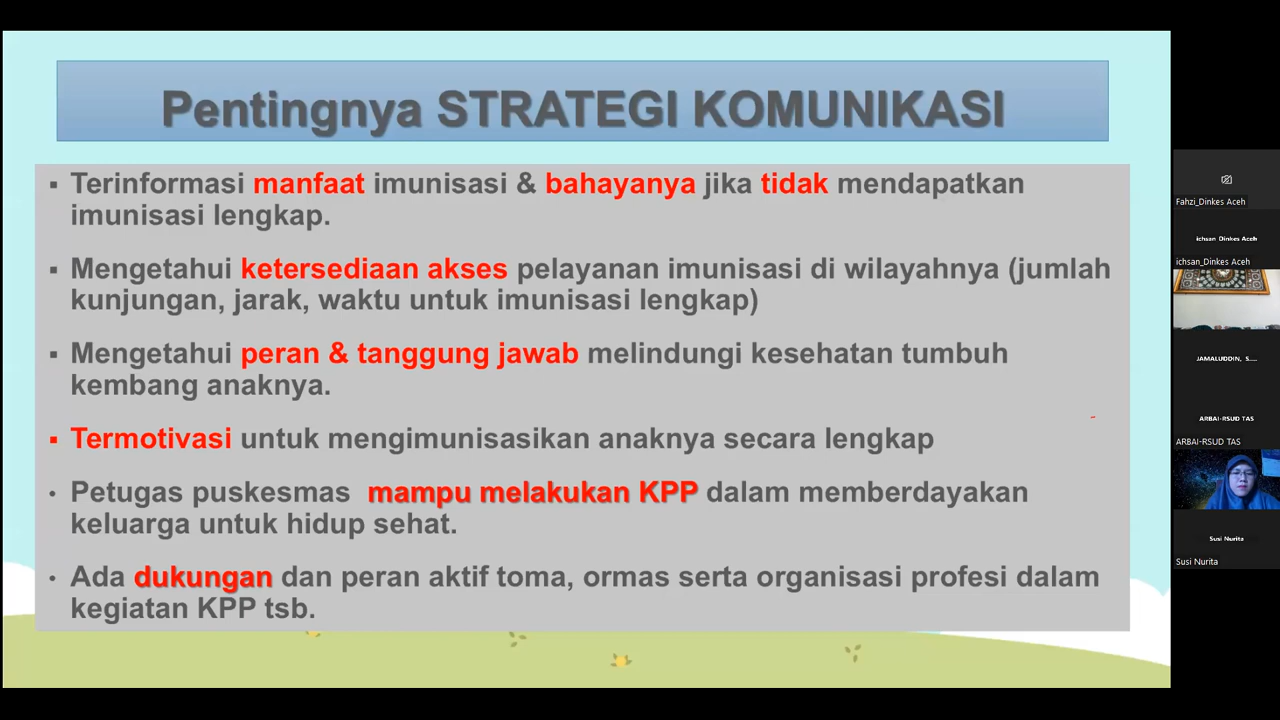 Pentingnya STRATEGI KOMUNIKASI
▪ Terinformasi manfaat imunisasi & bahayanya jika tidak mendapatkan
imunisasi lengkap.
▪ Mengetahui ketersediaan akses pelayanan imunisasi di wilayahnya (jumlah
kunjungan, jarak, waktu untuk imunisasi lengkap)
▪ Mengetahui peran & tanggung jawab melindungi kesehatan tumbuh
kembang anaknya.
▪ Termotivasi untuk mengimunisasikan anaknya secara lengkap
• Petugas puskesmas mampu melakukan KPP dalam memberdayakan
keluarga untuk hidup sehat.
• Ada dukungan dan peran aktif toma, ormas serta organisasi profesi dalam
kegiatan KPP tsb.
Fahzi_Dinkes Aceh
ichsan Dinkes Aceh
ichsan_Dinkes Aceh
JAMALUDDIN, S....
ARBAI-RSUD TAS
ARBAI-RSUD TAS
Susi Nurita
Susi Nurita